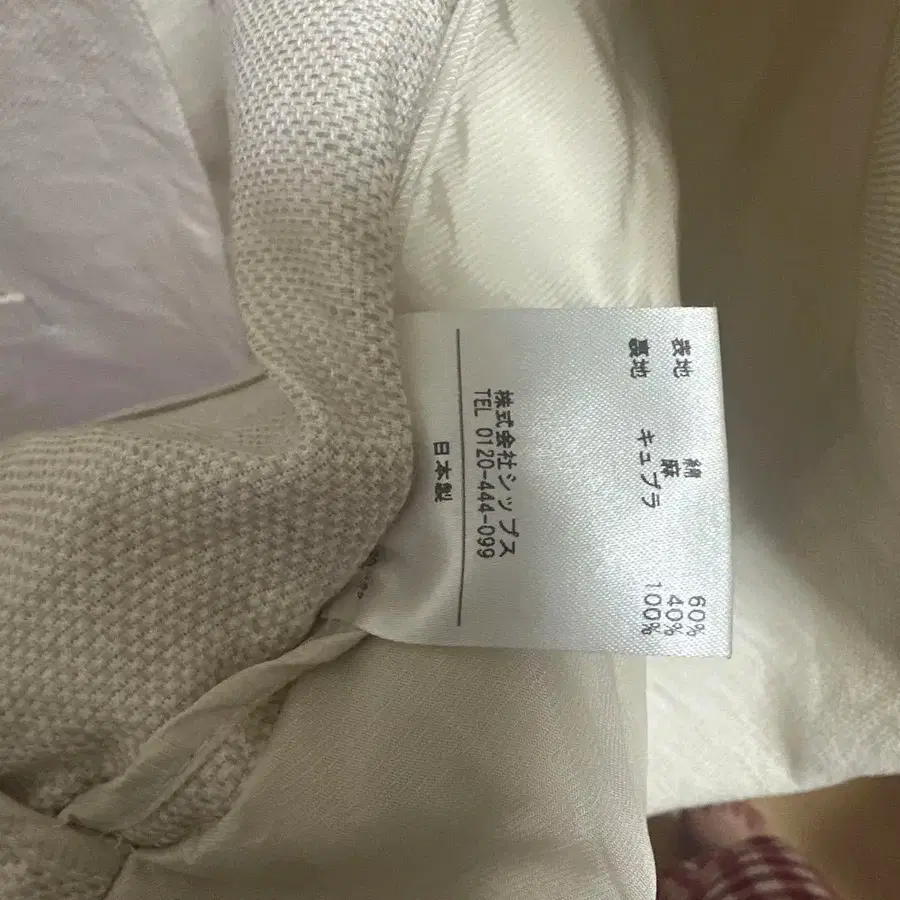 表地 絹 60%
麻 40%
裏地 キュプラ 100%
株式会社シップス
TEL 0120-444-099
日本製